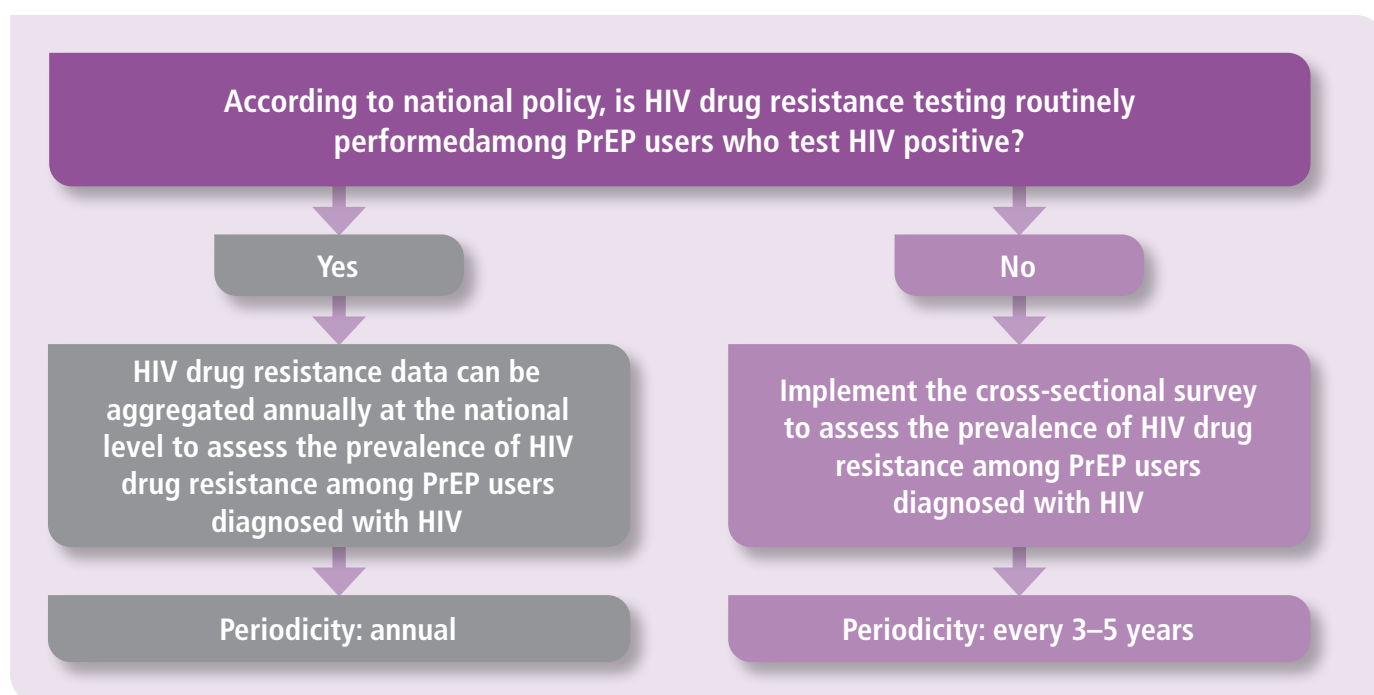 According to national policy, is HIV drug resistance testing routinely
performedamong PrEP users who test HIV positive?
Yes
No
HIV drug resistance data can be
aggregated annually at the national
level to assess the prevalence of HIV
drug resistance among PrEP users
diagnosed with HIV
Implement the cross-sectional survey
to assess the prevalence of HIV drug
resistance among PrEP users
diagnosed with HIV
Periodicity: annual
Periodicity: every 3–5 years